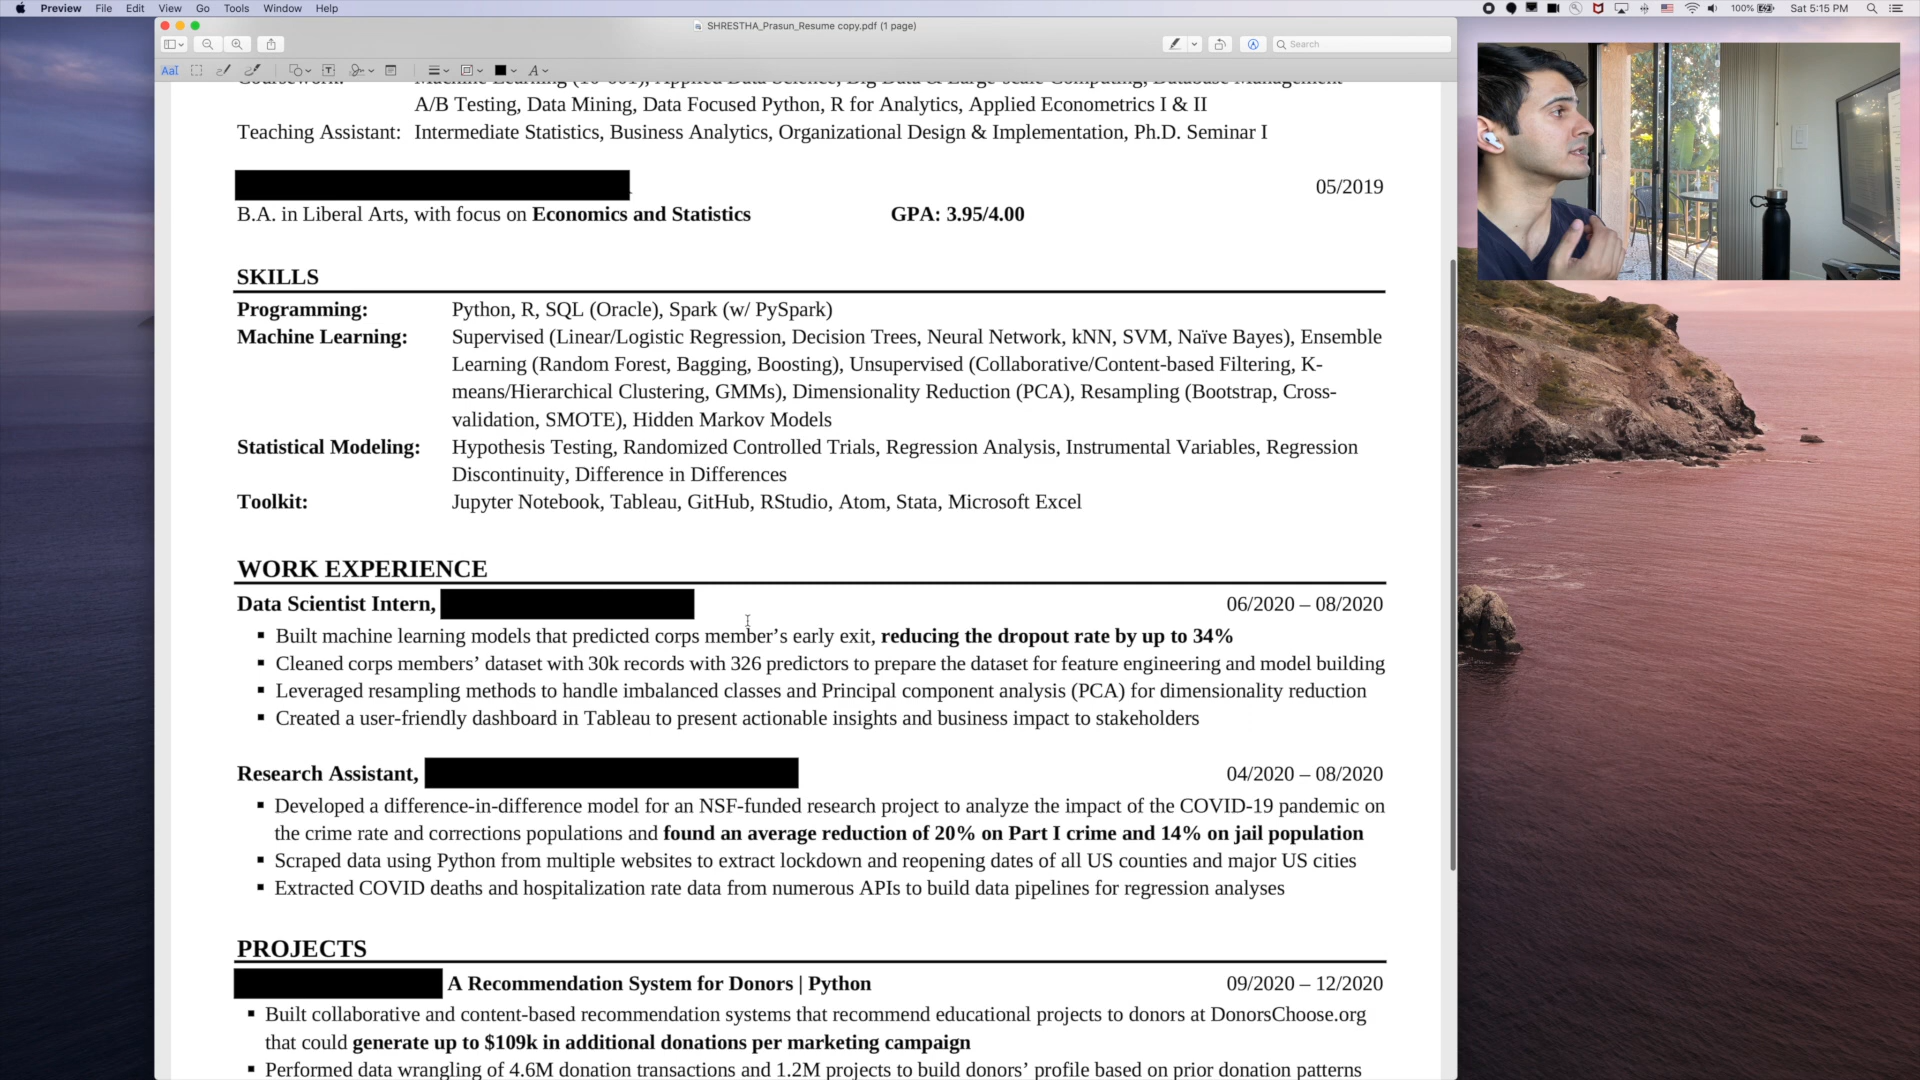 Preview File Edit View Go Tools Window Help 100% Sat 5:15 PM
SHRESTHA_Prasun_Resume copy.pdf (1 page)
Search
AaI
A/B Testing, Data Mining, Data Focused Python, R for Analytics, Applied Econometrics I & II
Teaching Assistant: Intermediate Statistics, Business Analytics, Organizational Design & Implementation, Ph.D. Seminar I
05/2019
B.A. in Liberal Arts, with focus on Economics and Statistics GPA: 3.95/4.00
SKILLS
Programming: Python, R, SQL (Oracle), Spark (w/ PySpark)
Machine Learning: Supervised (Linear/Logistic Regression, Decision Trees, Neural Network, kNN, SVM, Naïve Bayes), Ensemble
Learning (Random Forest, Bagging, Boosting), Unsupervised (Collaborative/Content-based Filtering, K-
means/Hierarchical Clustering, GMMs), Dimensionality Reduction (PCA), Resampling (Bootstrap, Cross-
validation, SMOTE), Hidden Markov Models
Statistical Modeling: Hypothesis Testing, Randomized Controlled Trials, Regression Analysis, Instrumental Variables, Regression
Discontinuity, Difference in Differences
Toolkit: Jupyter Notebook, Tableau, GitHub, RStudio, Atom, Stata, Microsoft Excel
WORK EXPERIENCE
Data Scientist Intern, 06/2020 – 08/2020
▪ Built machine learning models that predicted corps member’s early exit, reducing the dropout rate by up to 34%
▪ Cleaned corps members’ dataset with 30k records with 326 predictors to prepare the dataset for feature engineering and model building
▪ Leveraged resampling methods to handle imbalanced classes and Principal component analysis (PCA) for dimensionality reduction
▪ Created a user-friendly dashboard in Tableau to present actionable insights and business impact to stakeholders
Research Assistant, 04/2020 – 08/2020
▪ Developed a difference-in-difference model for an NSF-funded research project to analyze the impact of the COVID-19 pandemic on
the crime rate and corrections populations and found an average reduction of 20% on Part I crime and 14% on jail population
▪ Scraped data using Python from multiple websites to extract lockdown and reopening dates of all US counties and major US cities
▪ Extracted COVID deaths and hospitalization rate data from numerous APIs to build data pipelines for regression analyses
PROJECTS
A Recommendation System for Donors | Python 09/2020 – 12/2020
▪ Built collaborative and content-based recommendation systems that recommend educational projects to donors at DonorsChoose.org
that could generate up to $109k in additional donations per marketing campaign
▪ Performed data wrangling of 4.6M donation transactions and 1.2M projects to build donors’ profile based on prior donation patterns